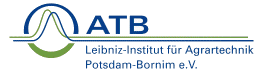 ATB
Leibniz-Institut für Agrartechnik
Potsdam-Bornim e.V.